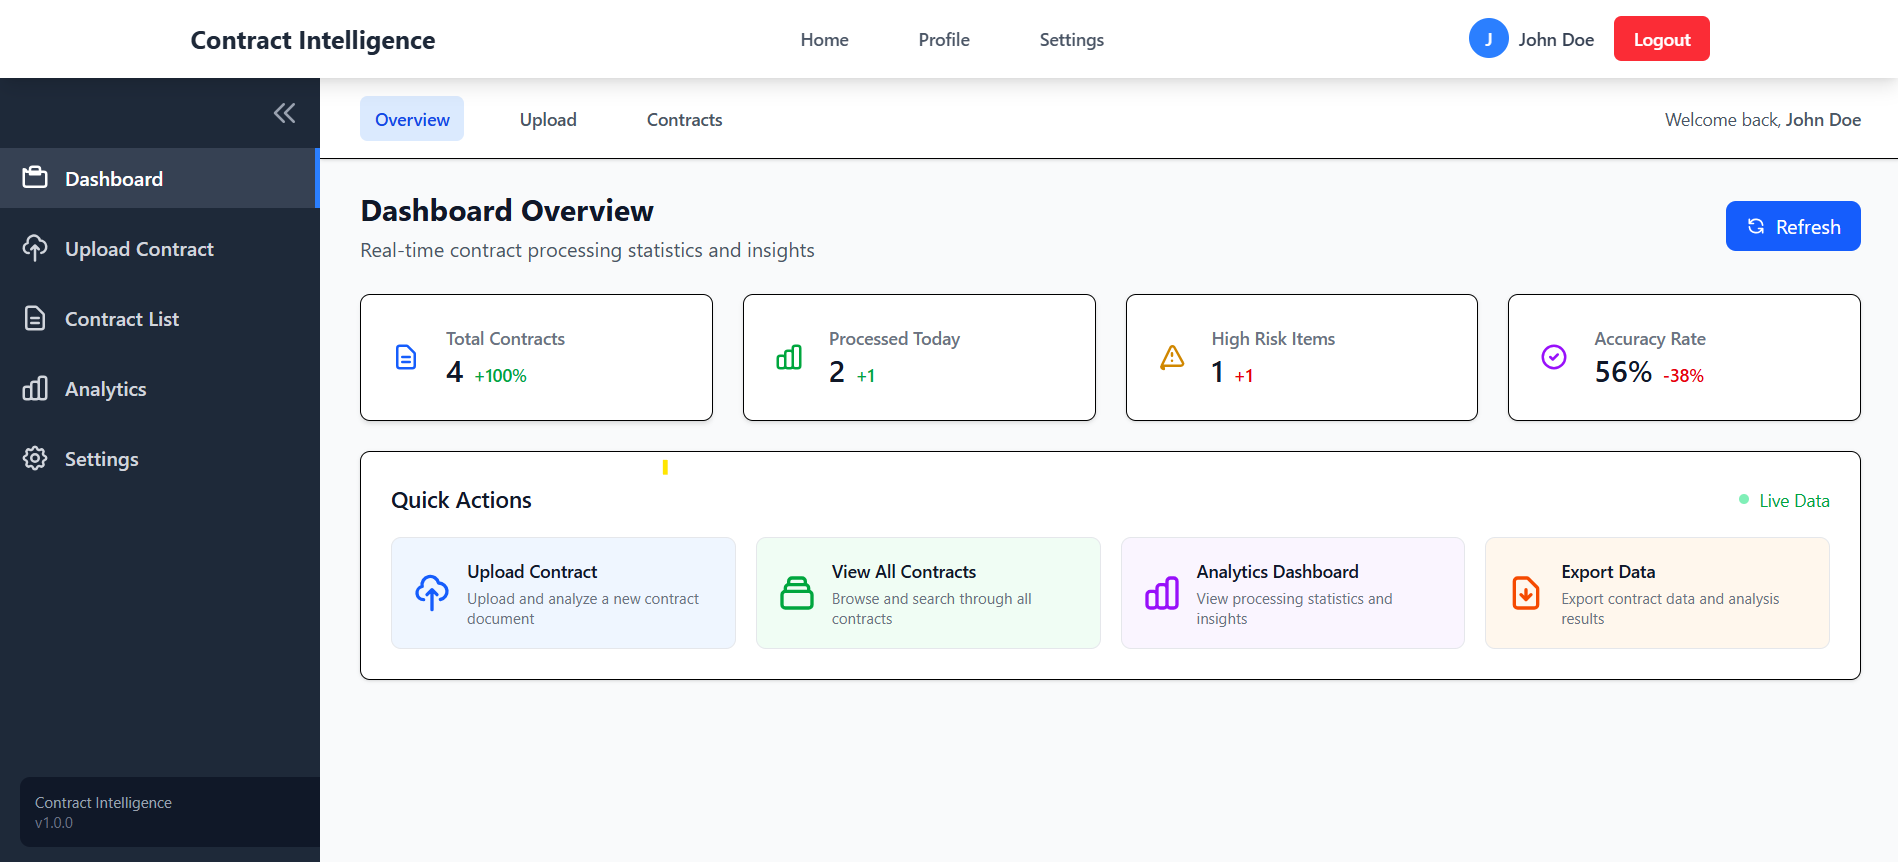 Contract Intelligence
Home
Profile
Settings
J
John Doe
Logout
Overview
Upload
Contracts
Welcome back, John Doe
Dashboard
Upload Contract
Contract List
Analytics
Settings
Contract Intelligence
v1.0.0
Dashboard Overview
Real-time contract processing statistics and insights
Refresh
Total Contracts
4 +100%
Processed Today
2 +1
High Risk Items
1 +1
Accuracy Rate
56% -38%
Quick Actions
Live Data
Upload Contract
Upload and analyze a new contract
document
View All Contracts
Browse and search through all
contracts
Analytics Dashboard
View processing statistics and
insights
Export Data
Export contract data and analysis
results